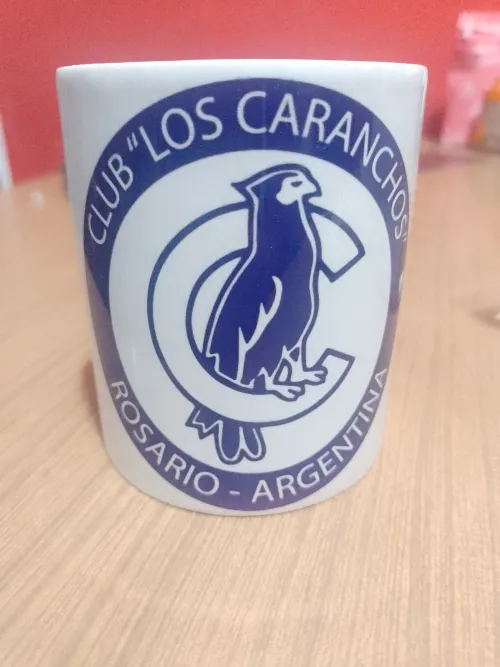 CLUB "LOS CARANCHOS"
C
ROSARIO - ARGENTINA